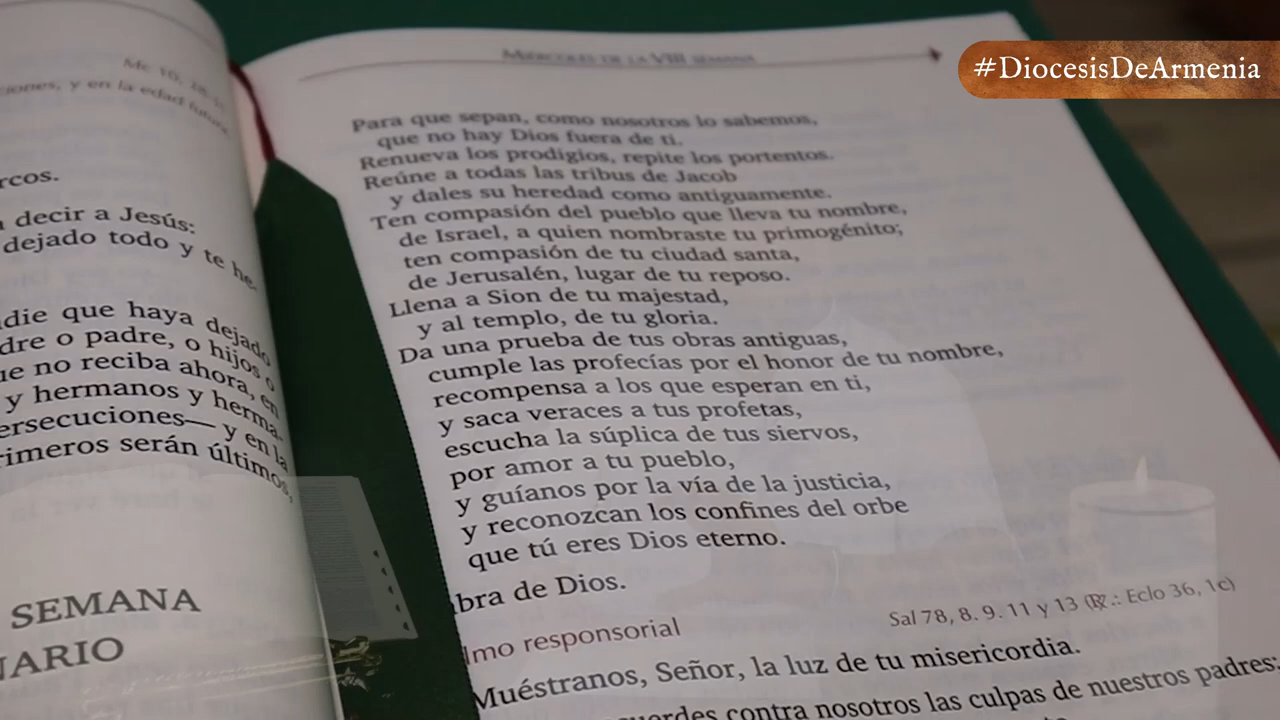 #DiocesisDeArmenia
Mc 10, 28-31
ciones, y en la edad futura
rcos.
decir a Jesús:
dejado todo y te he
die que haya dejado
dre o padre, o hijos o
ue no reciba ahora, en
y hermanos y herma-
ersecuciones— y en la
rimeros serán últimos,
SEMANA
NARIO
Miércoles de la VIII semana
Para que sepan, como nosotros lo sabemos,
que no hay Dios fuera de ti.
Renueva los prodigios, repite los portentos.
Reúne a todas las tribus de Jacob
y dales su heredad como antiguamente.
Ten compasión del pueblo que lleva tu nombre,
de Israel, a quien nombraste tu primogénito;
ten compasión de tu ciudad santa,
de Jerusalén, lugar de tu reposo.
Llena a Sion de tu majestad,
y al templo, de tu gloria.
Da una prueba de tus obras antiguas,
cumple las profecías por el honor de tu nombre,
recompensa a los que esperan en ti,
y saca veraces a tus profetas,
escucha la súplica de tus siervos,
por amor a tu pueblo,
y guíanos por la vía de la justicia,
y reconozcan los confines del orbe
que tú eres Dios eterno.
bra de Dios.
lmo responsorial Sal 78, 8. 9. 11 y 13 (℟.: Eclo 36, 1c)
Muéstranos, Señor, la luz de tu misericordia.
uerdes contra nosotros las culpas de nuestros padres: